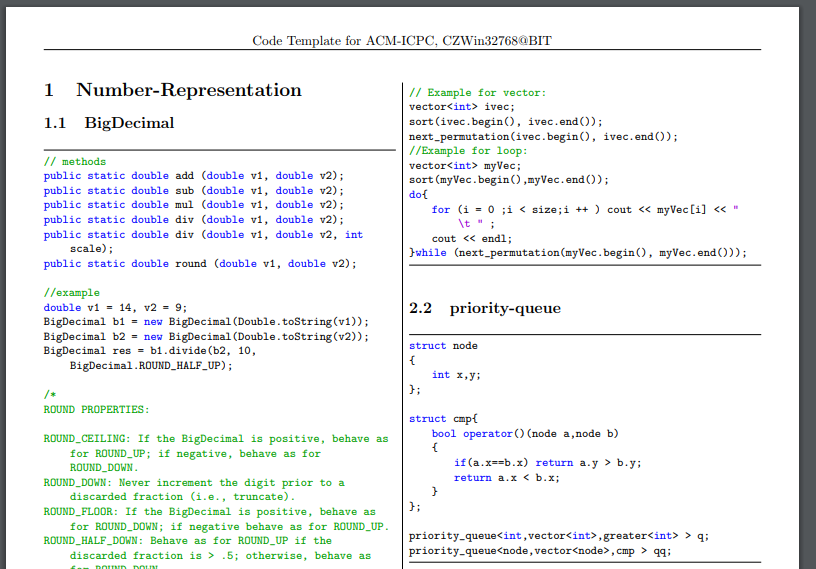 Code Template for ACM-ICPC, CZWin32768@BIT
1 Number-Representation
1.1 BigDecimal
// methods
public static double add (double v1, double v2);
public static double sub (double v1, double v2);
public static double mul (double v1, double v2);
public static double div (double v1, double v2);
public static double div (double v1, double v2, int
scale);
public static double round (double v1, double v2);
//example
double v1 = 14, v2 = 9;
BigDecimal b1 = new BigDecimal(Double.toString(v1));
BigDecimal b2 = new BigDecimal(Double.toString(v2));
BigDecimal res = b1.divide(b2, 10,
BigDecimal.ROUND_HALF_UP);
/*
ROUND PROPERTIES:
ROUND_CEILING: If the BigDecimal is positive, behave as
for ROUND_UP; if negative, behave as for
ROUND_DOWN.
ROUND_DOWN: Never increment the digit prior to a
discarded fraction (i.e., truncate).
ROUND_FLOOR: If the BigDecimal is positive, behave as
for ROUND_DOWN; if negative behave as for ROUND_UP.
ROUND_HALF_DOWN: Behave as for ROUND_UP if the
discarded fraction is > .5; otherwise, behave as
for ROUND_DOWN
// Example for vector:
vector<int> ivec;
sort(ivec.begin(), ivec.end());
next_permutation(ivec.begin(), ivec.end());
//Example for loop:
vector<int> myVec;
sort(myVec.begin(),myVec.end());
do{
for (i = 0 ;i < size;i ++ ) cout << myVec[i] << "
\t " ;
cout << endl;
}while (next_permutation(myVec.begin(), myVec.end()));
2.2 priority-queue
struct node
{
int x,y;
};
struct cmp{
bool operator()(node a,node b)
{
if(a.x==b.x) return a.y > b.y;
return a.x < b.x;
}
};
priority_queue<int,vector<int>,greater<int> > q;
priority_queue<node,vector<node>,cmp > qq;